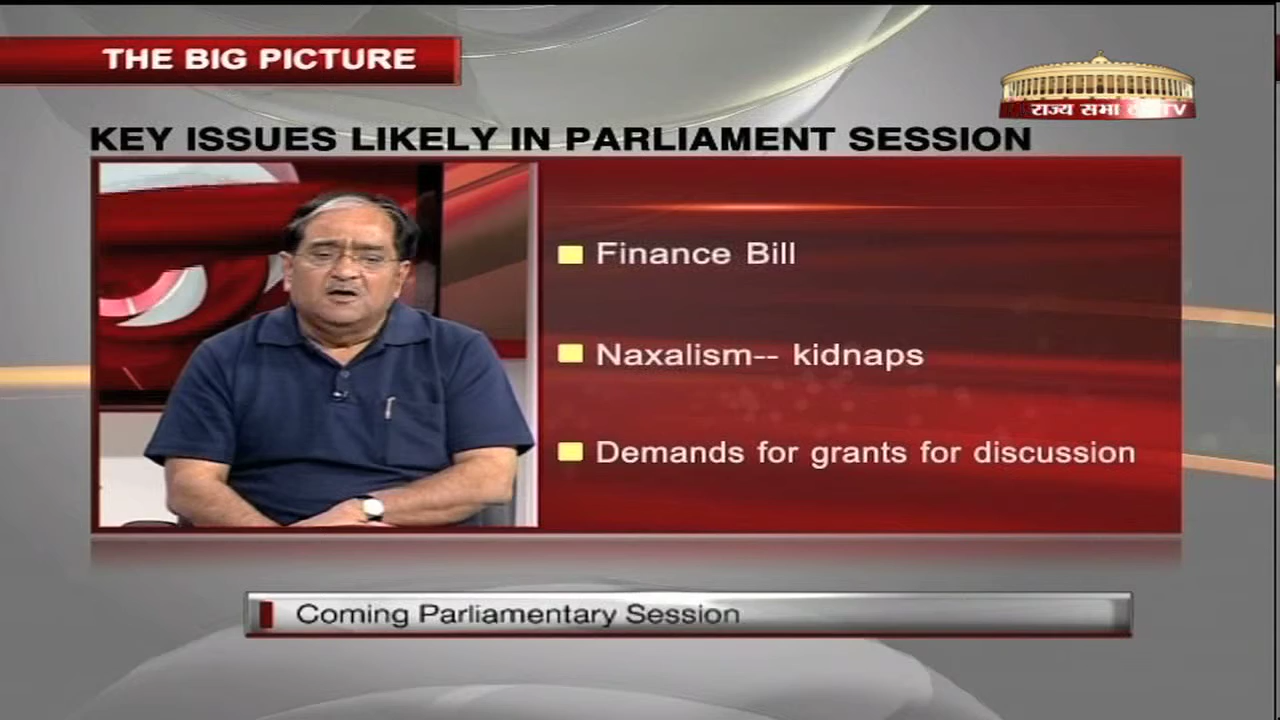 THE BIG PICTURE
राज्य सभा TV
KEY ISSUES LIKELY IN PARLIAMENT SESSION
Finance Bill
Naxalism-- kidnaps
Demands for grants for discussion
Coming Parliamentary Session